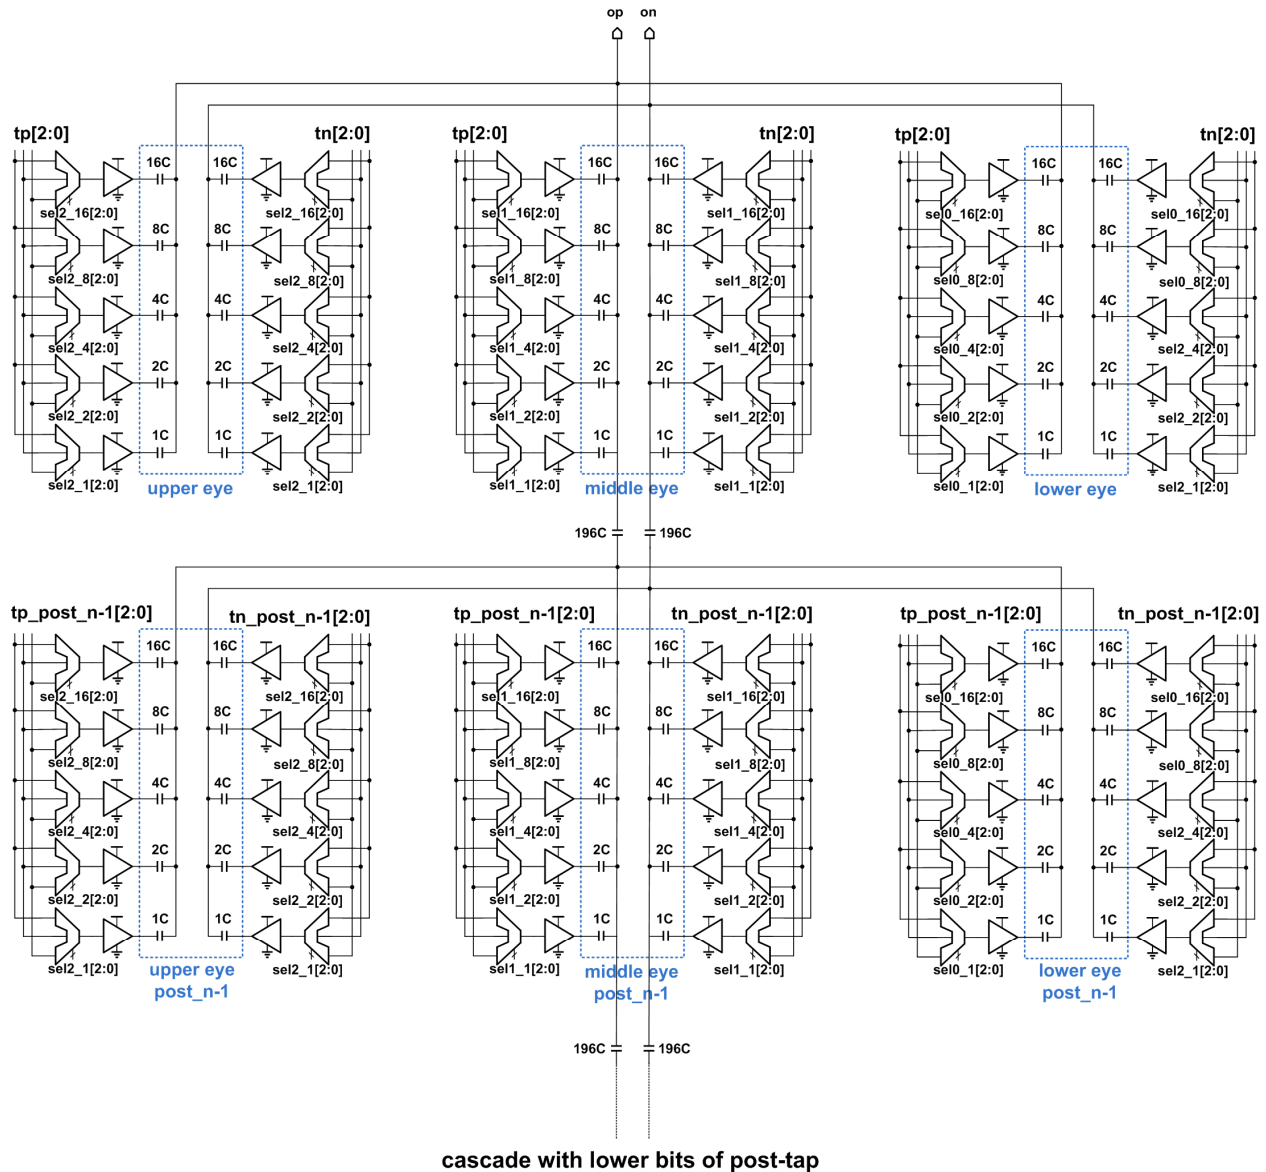 op on
tp[2:0] tn[2:0] tp[2:0] tn[2:0] tp[2:0] tn[2:0]
16C 16C 16C 16C 16C 16C
sel2_16[2:0] sel2_16[2:0] sel1_16[2:0] sel1_16[2:0] sel0_16[2:0] sel0_16[2:0]
8C 8C 8C 8C 8C 8C
sel2_8[2:0] sel2_8[2:0] sel1_8[2:0] sel1_8[2:0] sel0_8[2:0] sel0_8[2:0]
4C 4C 4C 4C 4C 4C
sel2_4[2:0] sel2_4[2:0] sel1_4[2:0] sel1_4[2:0] sel0_4[2:0] sel2_4[2:0]
2C 2C 2C 2C 2C 2C
sel2_2[2:0] sel2_2[2:0] sel1_2[2:0] sel1_2[2:0] sel0_2[2:0] sel2_2[2:0]
1C 1C 1C 1C 1C 1C
sel2_1[2:0] sel2_1[2:0] sel1_1[2:0] sel1_1[2:0] sel0_1[2:0] sel2_1[2:0]
upper eye middle eye lower eye
196C 196C
tp_post_n-1[2:0] tn_post_n-1[2:0] tp_post_n-1[2:0] tn_post_n-1[2:0] tp_post_n-1[2:0] tn_post_n-1[2:0]
16C 16C 16C 16C 16C 16C
sel2_16[2:0] sel2_16[2:0] sel1_16[2:0] sel1_16[2:0] sel0_16[2:0] sel0_16[2:0]
8C 8C 8C 8C 8C 8C
sel2_8[2:0] sel2_8[2:0] sel1_8[2:0] sel1_8[2:0] sel0_8[2:0] sel0_8[2:0]
4C 4C 4C 4C 4C 4C
sel2_4[2:0] sel2_4[2:0] sel1_4[2:0] sel1_4[2:0] sel0_4[2:0] sel2_4[2:0]
2C 2C 2C 2C 2C 2C
sel2_2[2:0] sel2_2[2:0] sel1_2[2:0] sel1_2[2:0] sel0_2[2:0] sel2_2[2:0]
1C 1C 1C 1C 1C 1C
sel2_1[2:0] sel2_1[2:0] sel1_1[2:0] sel1_1[2:0] sel0_1[2:0] sel2_1[2:0]
upper eye middle eye lower eye
post_n-1 post_n-1 post_n-1
196C 196C
cascade with lower bits of post-tap